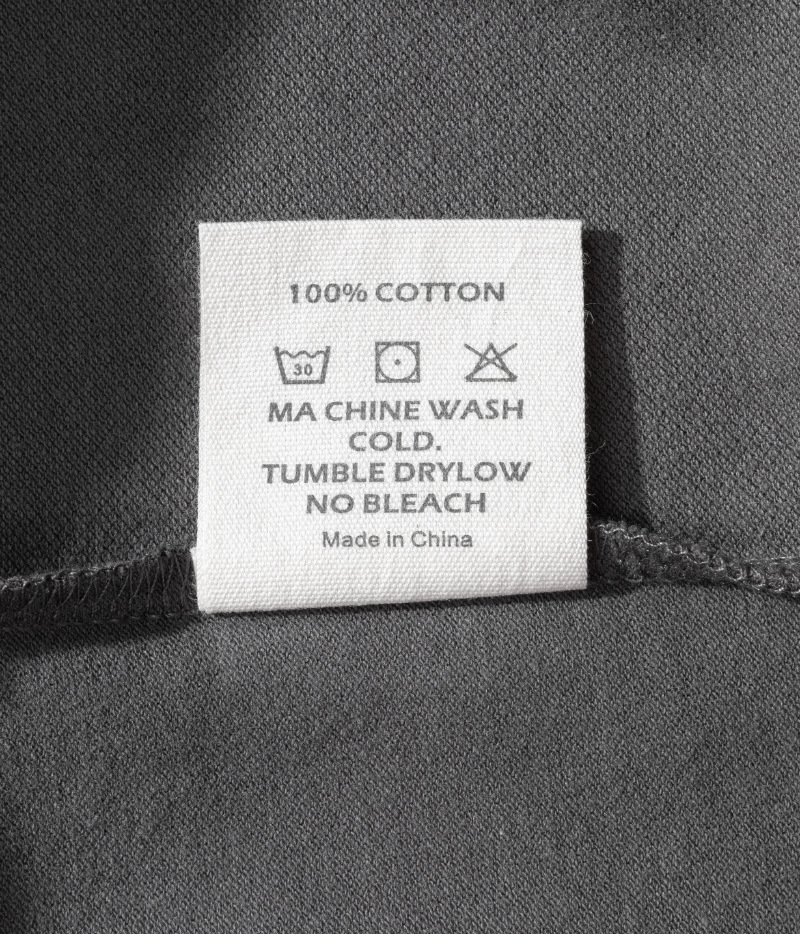 100% COTTON
30
MA CHINE WASH
COLD.
TUMBLE DRYLOW
NO BLEACH
Made in China